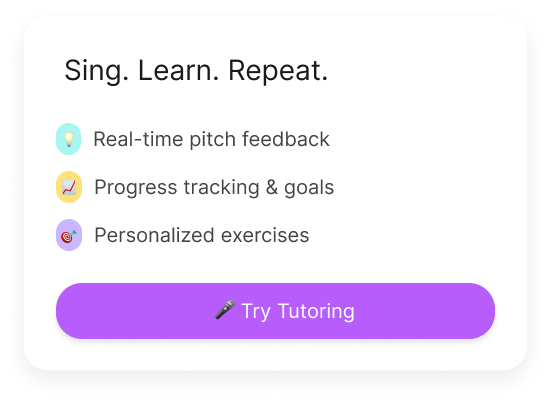 Sing. Learn. Repeat.
💡 Real-time pitch feedback
📈 Progress tracking & goals
🎯 Personalized exercises
🎤 Try Tutoring